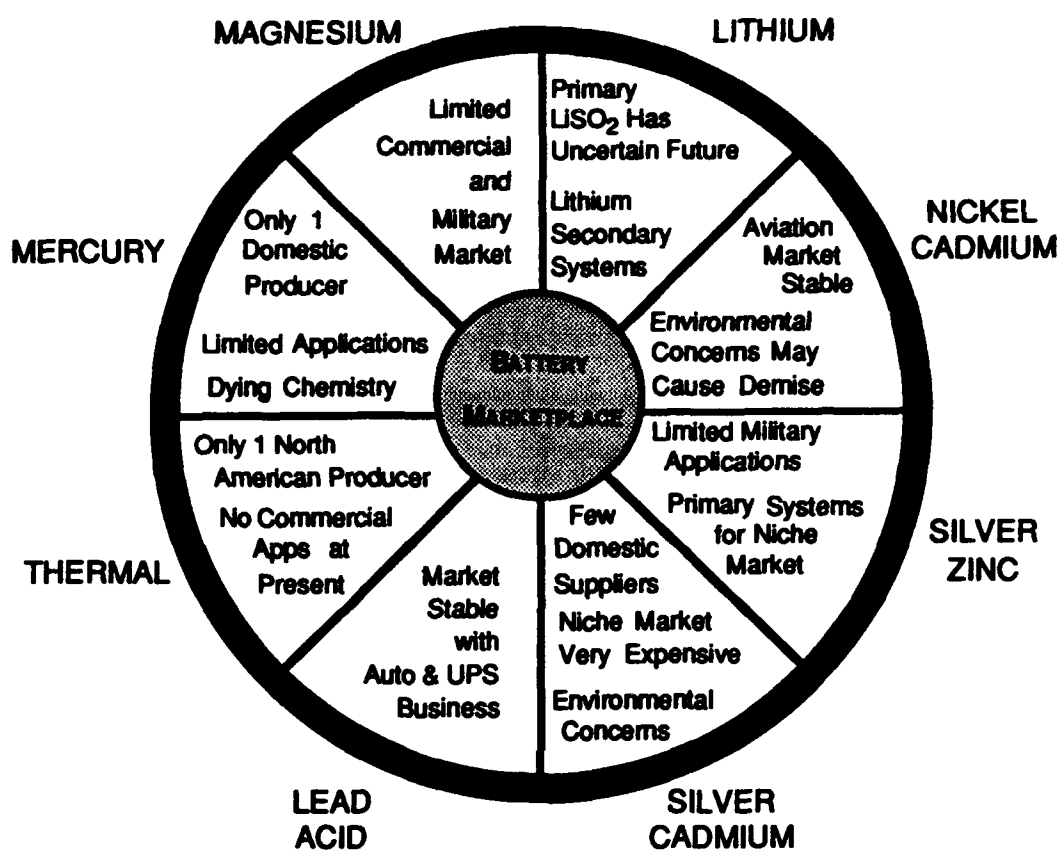 MAGNESIUM
Limited
Commercial
and
Military
Market
LITHIUM
Primary
LiSO₂ Has
Uncertain Future
Lithium
Secondary
Systems
NICKEL
CADMIUM
Aviation
Market
Stable
Environmental
Concerns May
Cause Demise
SILVER
ZINC
Limited Military
Applications
Primary Systems
for Niche
Market
SILVER
CADMIUM
Few
Domestic
Suppliers
Niche Market
Very Expensive
Environmental
Concerns
LEAD
ACID
Market
Stable
with
Auto & UPS
Business
THERMAL
Only 1 North
American Producer
No Commercial
Apps at
Present
MERCURY
Only 1
Domestic
Producer
Limited Applications
Dying Chemistry
BATTERY
MARKETPLACE